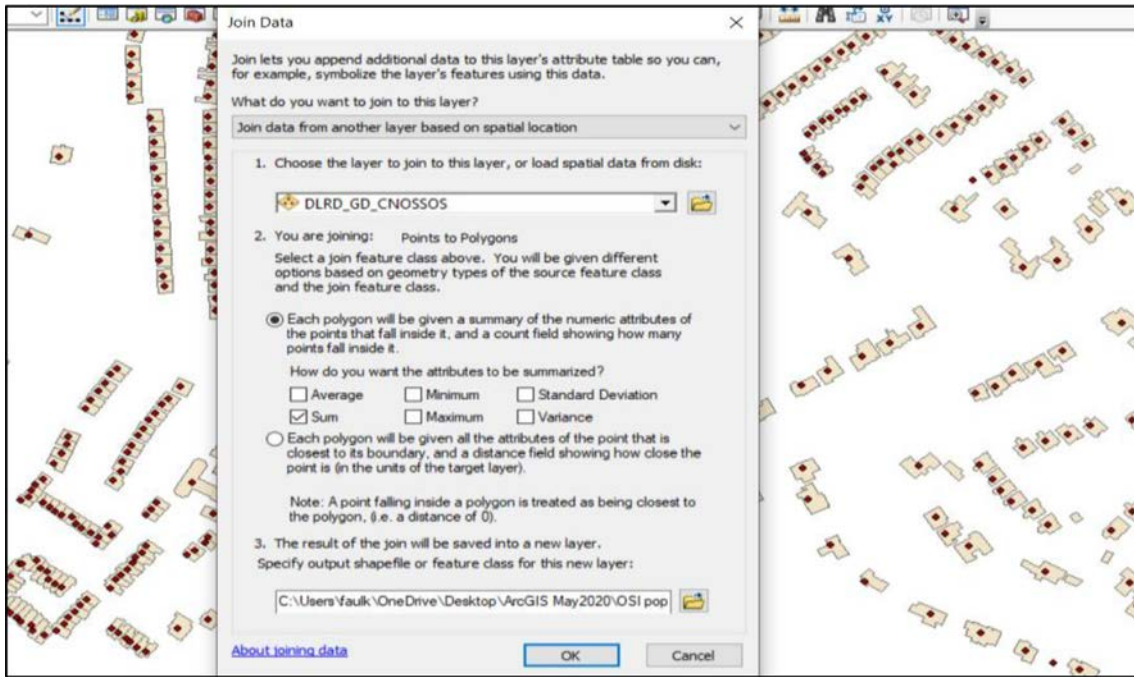 XY
Join Data
Join lets you append additional data to this layer's attribute table so you can,
for example, symbolize the layer's features using this data.
What do you want to join to this layer?
Join data from another layer based on spatial location
1. Choose the layer to join to this layer, or load spatial data from disk:
DLRD_GD_CNOSSOS
2. You are joining: Points to Polygons
Select a join feature class above. You will be given different
options based on geometry types of the source feature class
and the join feature class.
Each polygon will be given a summary of the numeric attributes of
the points that fall inside it, and a count field showing how many
points fall inside it.
How do you want the attributes to be summarized?
Average Minimum Standard Deviation
Sum Maximum Variance
Each polygon will be given all the attributes of the point that is
closest to its boundary, and a distance field showing how close the
point is (in the units of the target layer).
Note: A point falling inside a polygon is treated as being closest to
the polygon, (i.e. a distance of 0).
3. The result of the join will be saved into a new layer.
Specify output shapefile or feature class for this new layer:
C:\Users\faulk\OneDrive\Desktop\ArcGIS May2020\OSI pop
About joining data
OK Cancel